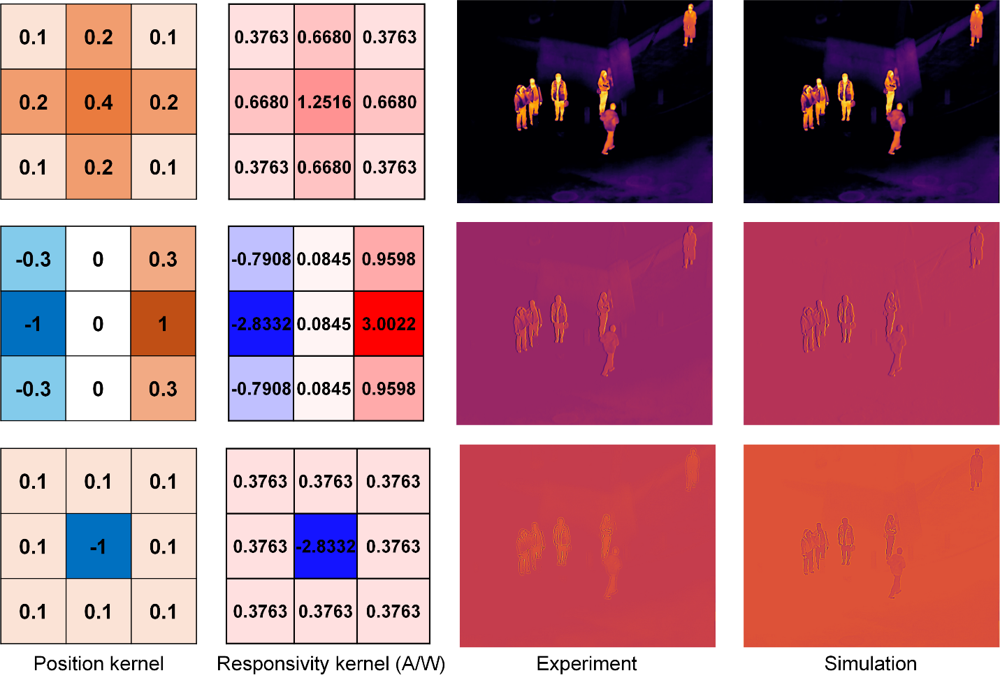 0.1 0.2 0.1 0.3763 0.6680 0.3763
0.2 0.4 0.2 0.6680 1.2516 0.6680
0.1 0.2 0.1 0.3763 0.6680 0.3763
-0.3 0 0.3 -0.7908 0.0845 0.9598
-1 0 1 -2.8332 0.0845 3.0022
-0.3 0 0.3 -0.7908 0.0845 0.9598
0.1 0.1 0.1 0.3763 0.3763 0.3763
0.1 -1 0.1 0.3763 -2.8332 0.3763
0.1 0.1 0.1 0.3763 0.3763 0.3763
Position kernel Responsivity kernel (A/W) Experiment Simulation